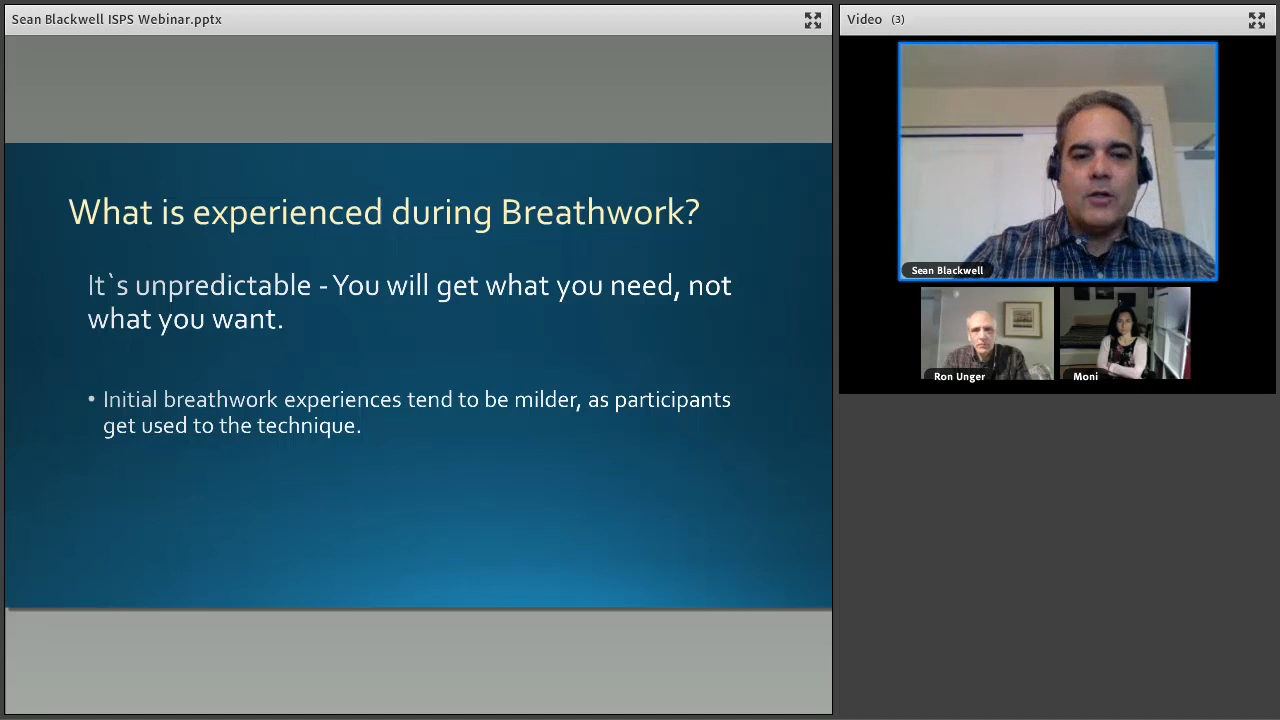 Sean Blackwell ISPS Webinar.pptx
Video (3)
What is experienced during Breathwork?
It`s unpredictable - You will get what you need, not
what you want.
• Initial breathwork experiences tend to be milder, as participants
get used to the technique.
Sean Blackwell
Ron Unger
Moni